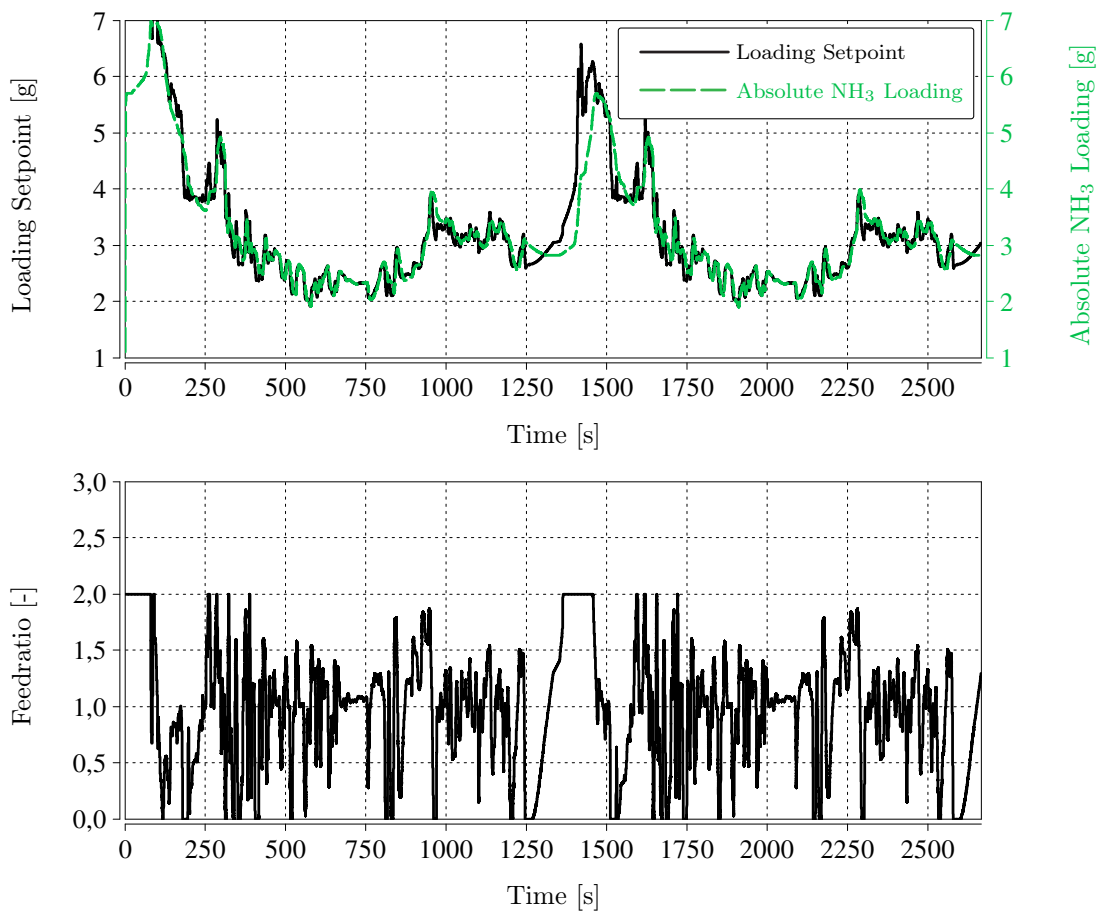 7
6
5
4
3
2
1
Loading Setpoint [g]
Loading Setpoint
Absolute NH₃ Loading
7
6
5
4
3
2
1
Absolute NH₃ Loading [g]
0 250 500 750 1000 1250 1500 1750 2000 2250 2500
Time [s]
3,0
2,5
2,0
1,5
1,0
0,5
0,0
Feedratio [-]
0 250 500 750 1000 1250 1500 1750 2000 2250 2500
Time [s]